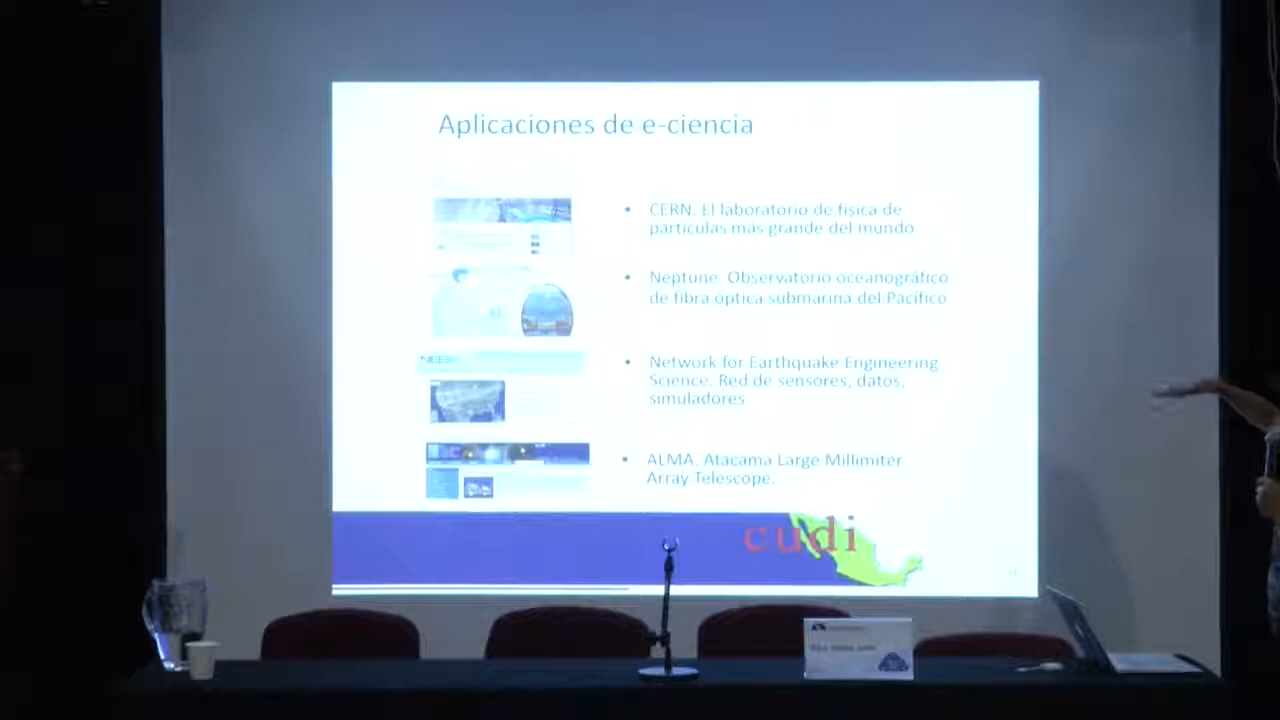 Aplicaciones de e-ciencia
• CERN. El laboratorio de física de
partículas más grande del mundo
• Neptune. Observatorio oceanográfico
de fibra óptica submarina del Pacífico
NEES
• Network for Earthquake Engineering
Science. Red de sensores, datos,
simuladores
• ALMA. Atacama Large Millimiter
Array Telescope.
cudi